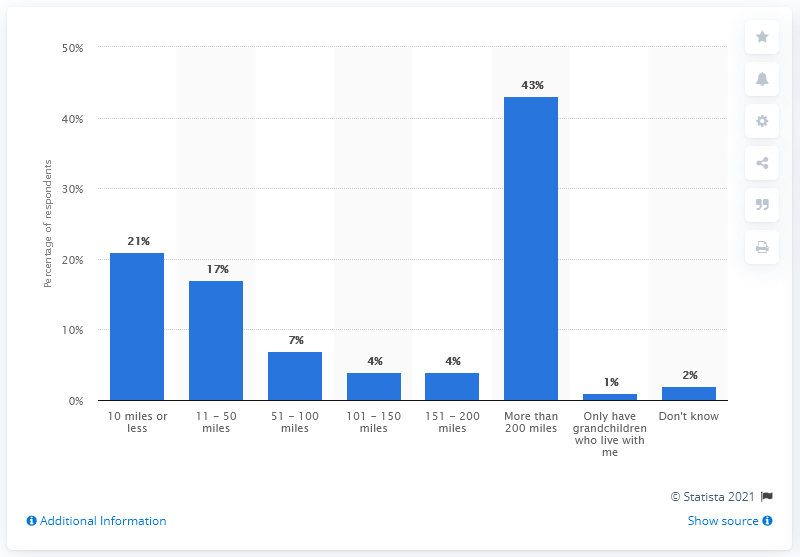 50%
40%
30%
20%
10%
0%
Percentage of respondents
21%
17%
7%
4%
4%
43%
1%
2%
10 miles or
less
11 – 50
miles
51 – 100
miles
101 – 150
miles
151 – 200
miles
More than
200 miles
Only have
grandchildren
who live with
me
Don't know
© Statista 2021
Additional Information
Show source